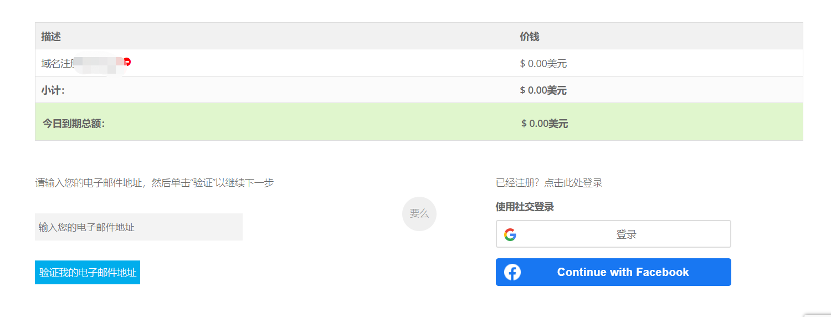 描述 价钱
域名注册
$ 0.00美元
小计: $ 0.00美元
今日到期总额: $ 0.00美元
请输入您的电子邮件地址，然后单击“验证”以继续下一步
已经注册？点击此处登录
使用社交登录
要么
输入您的电子邮件地址
登录
验证我的电子邮件地址
Continue with Facebook